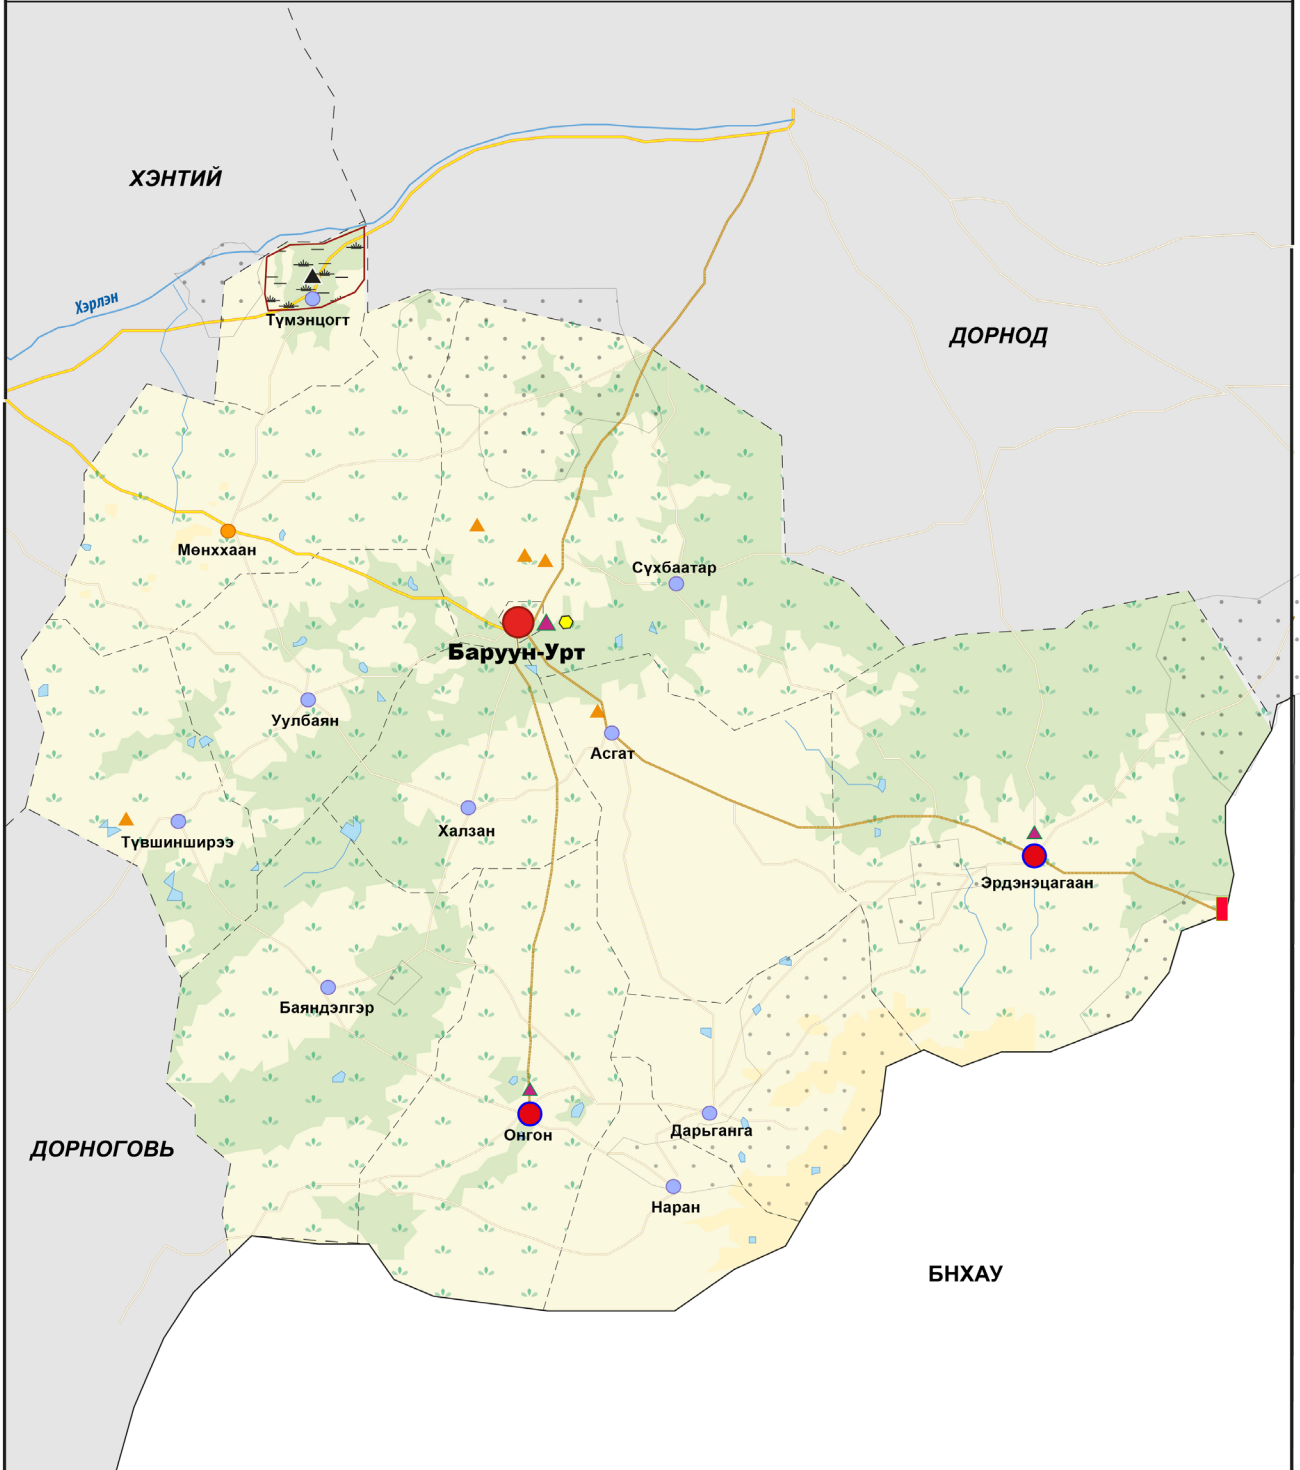 ХЭНТИЙ
Хэрлэн
Түмэнцогт
ДОРНОД
Мөнххаан
Сүхбаатар
Баруун-Урт
Уулбаян
Асгат
Халзан
Түвшинширээ
Эрдэнэцагаан
Баяндэлгэр
Онгон
Дарьганга
ДОРНОГОВЬ
Наран
БНХАУ